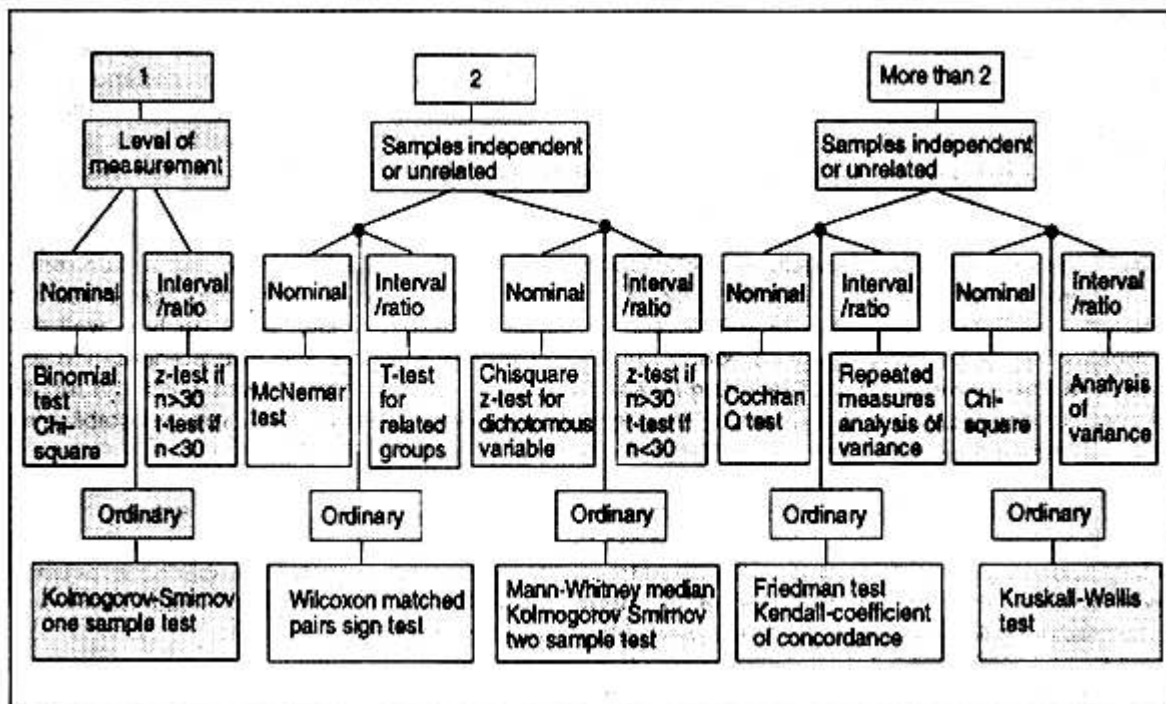 1
2
More than 2
Level of
measurement
Samples independent
or unrelated
Samples independent
or unrelated
Nominal
Interval
/ratio
Nominal
Interval
/ratio
Nominal
Interval
/ratio
Nominal
Interval
/ratio
Nominal
Interval
/ratio
Binomial
test
Chi-
square
z-test if
n>30
t-test if
n<30
McNemar
test
T-test
for
related
groups
Chisquare
z-test for
dichotomous
variable
z-test if
n>30
t-test if
n<30
Cochran
Q test
Repeated
measures
analysis of
variance
Chi-
square
Analysis
of
variance
Ordinary
Ordinary
Ordinary
Ordinary
Ordinary
Kolmogorov-Smirnov
one sample test
Wilcoxon matched
pairs sign test
Mann-Whitney median
Kolmogorov Smirnov
two sample test
Friedman test
Kendall-coefficient
of concordance
Kruskall-Wallis
test